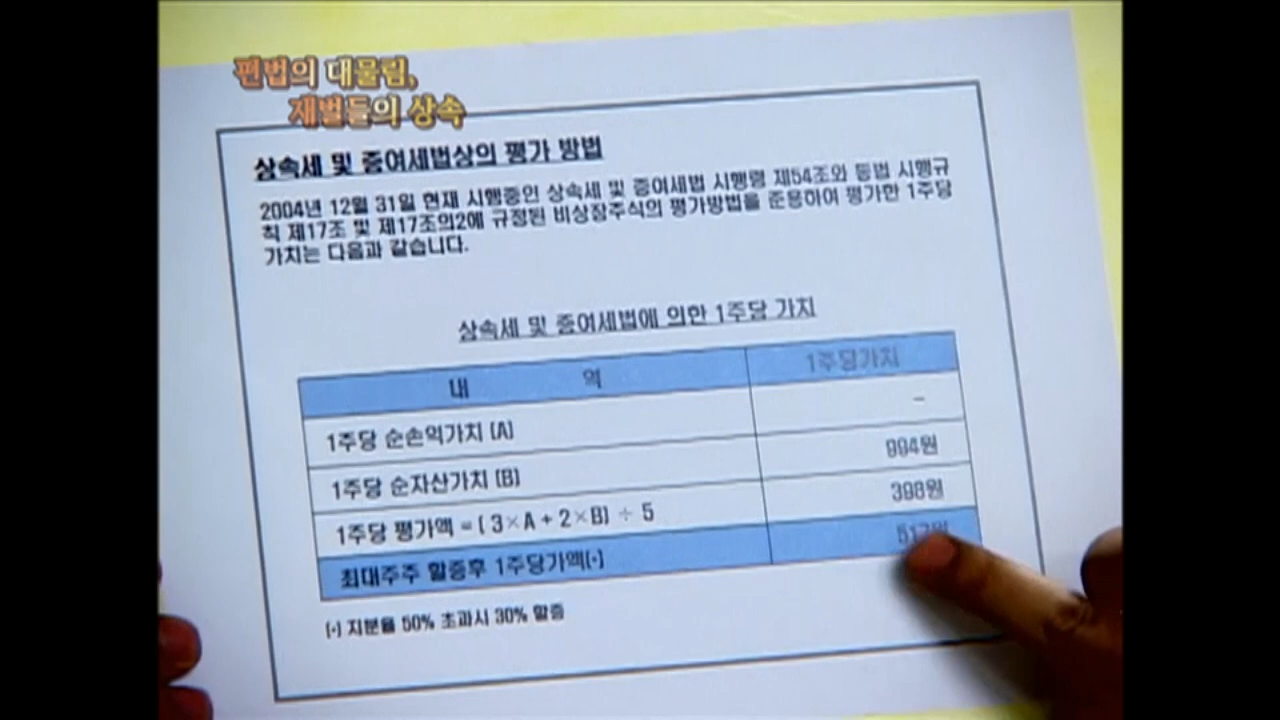 편법의 대물림,
재벌들의 상속
상속세 및 증여세법상의 평가 방법
2004년 12월 31일 현재 시행중인 상속세 및 증여세법 시행령 제54조와 동법 시행규
칙 제17조 및 제17조의2에 규정된 비상장주식의 평가방법을 준용하여 평가한 1주당
가치는 다음과 같습니다.
상속세 및 증여세법에 의한 1주당 가치
내 역 1주당가치
1주당 순손익가치 (A) -
1주당 순자산가치 (B) 994원
1주당 평가액 = ( 3×A + 2×B) ÷ 5 398원
최대주주 할증후 1주당가액(*)
(*) 지분율 50% 초과시 30% 할증